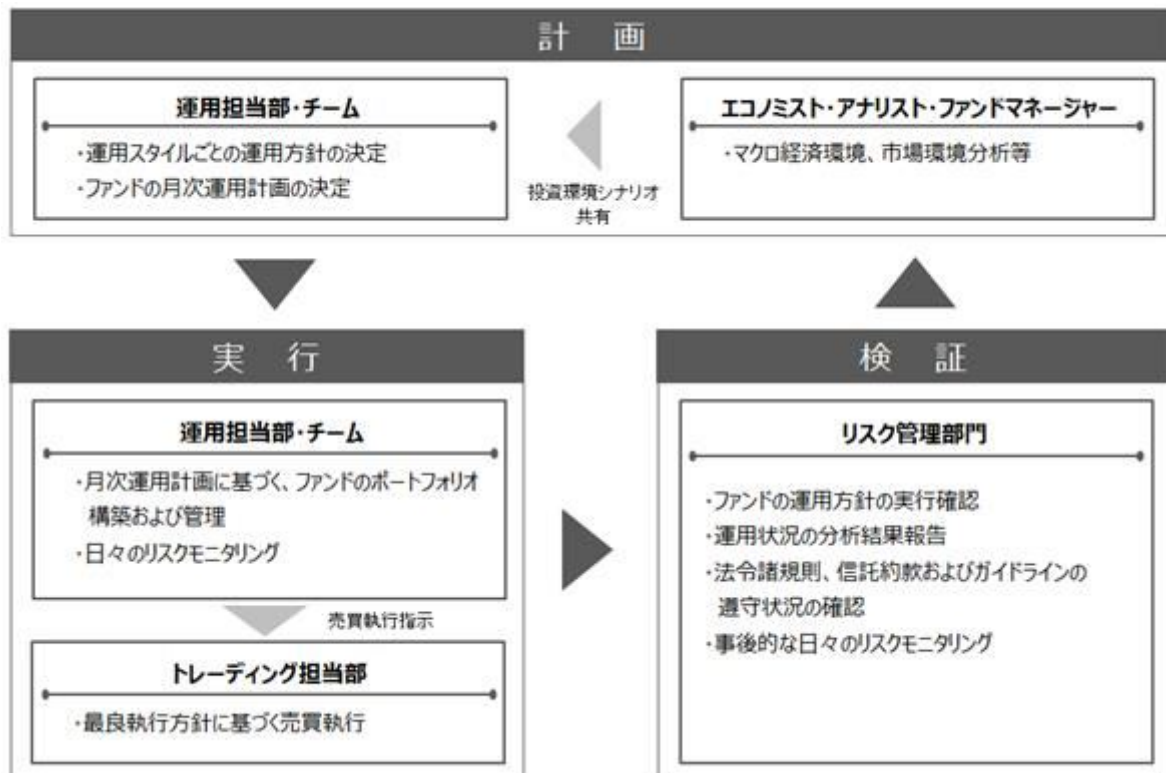 計　画
運用担当部・チーム
・運用スタイルごとの運用方針の決定
・ファンドの月次運用計画の決定
投資環境シナリオ
共有
エコノミスト・アナリスト・ファンドマネージャー
・マクロ経済環境、市場環境分析等
実　行
運用担当部・チーム
・月次運用計画に基づく、ファンドのポートフォリオ
構築および管理
・日々のリスクモニタリング
売買執行指示
トレーディング担当部
・最良執行方針に基づく売買執行
検　証
リスク管理部門
・ファンドの運用方針の実行確認
・運用状況の分析結果報告
・法令諸規則、信託約款およびガイドラインの
遵守状況の確認
・事後的な日々のリスクモニタリング